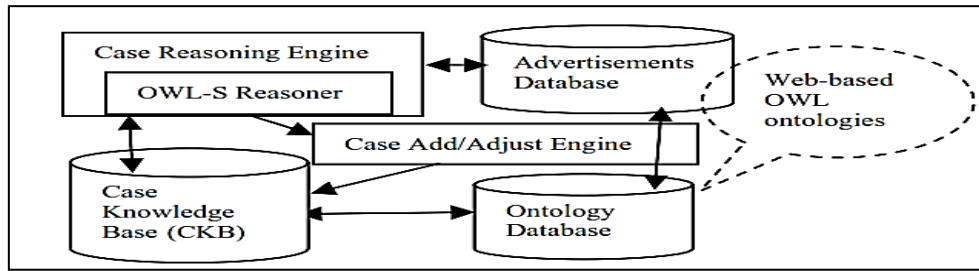 Case Reasoning Engine
OWL-S Reasoner
Advertisements
Database
Web-based
OWL
ontologies
Case Add/Adjust Engine
Case
Knowledge
Base (CKB)
Ontology
Database